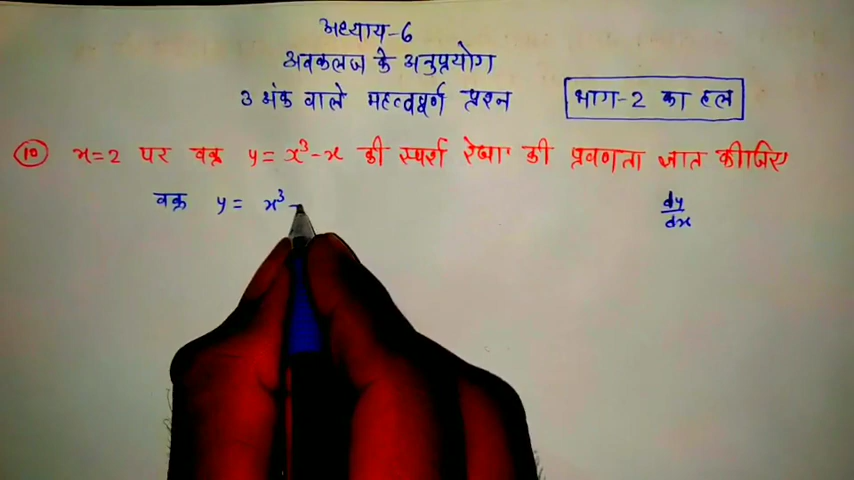 अध्याय-6
अवकलज के अनुप्रयोग
3 अंक वाले महत्वपूर्ण प्रश्न भाग-2 का हल
10 x=2 पर वक्र y= x³-x की स्पर्श रेखा की प्रवणता ज्ञात कीजिए
वक्र y= x³- dy/dx